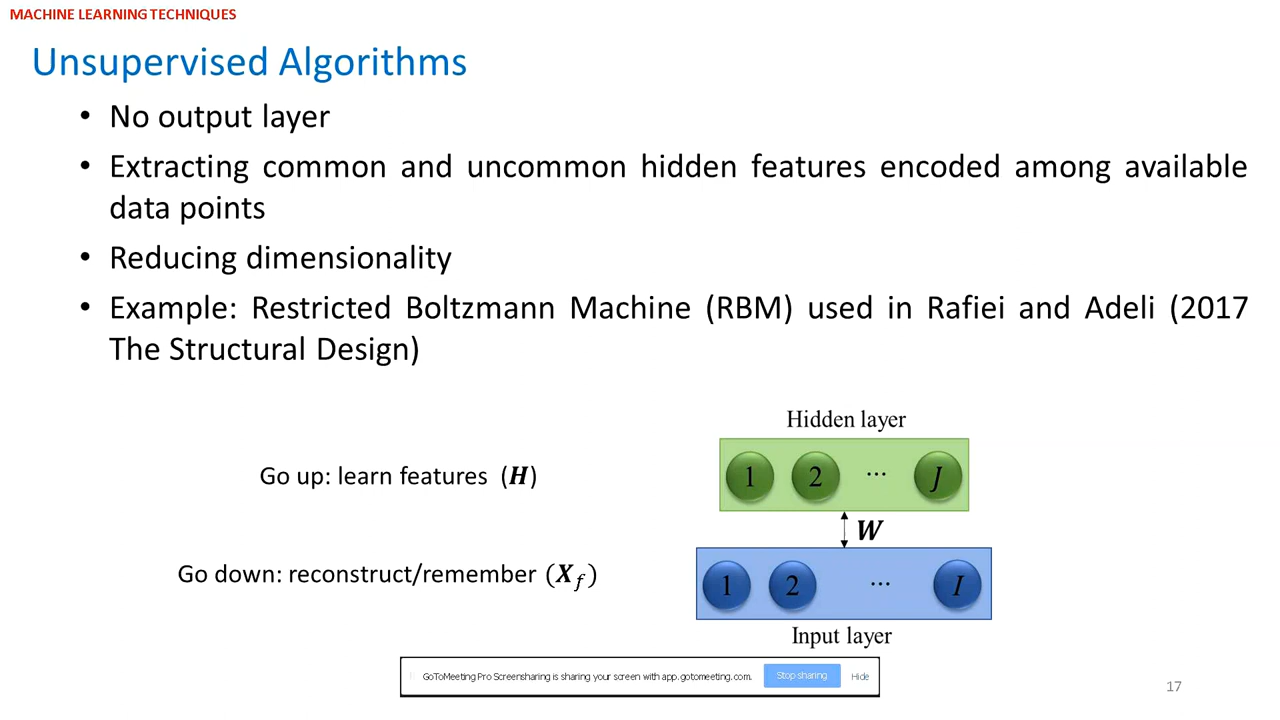 MACHINE LEARNING TECHNIQUES
Unsupervised Algorithms
• No output layer
• Extracting common and uncommon hidden features encoded among available
data points
• Reducing dimensionality
• Example: Restricted Boltzmann Machine (RBM) used in Rafiei and Adeli (2017
The Structural Design)
Hidden layer
Go up: learn features (H)
1 2 ... J
W
Go down: reconstruct/remember (X_f)
1 2 ... I
Input layer
GoToMeeting Pro Screensharing is sharing your screen with app.gotomeeting.com. Stop sharing Hide
17